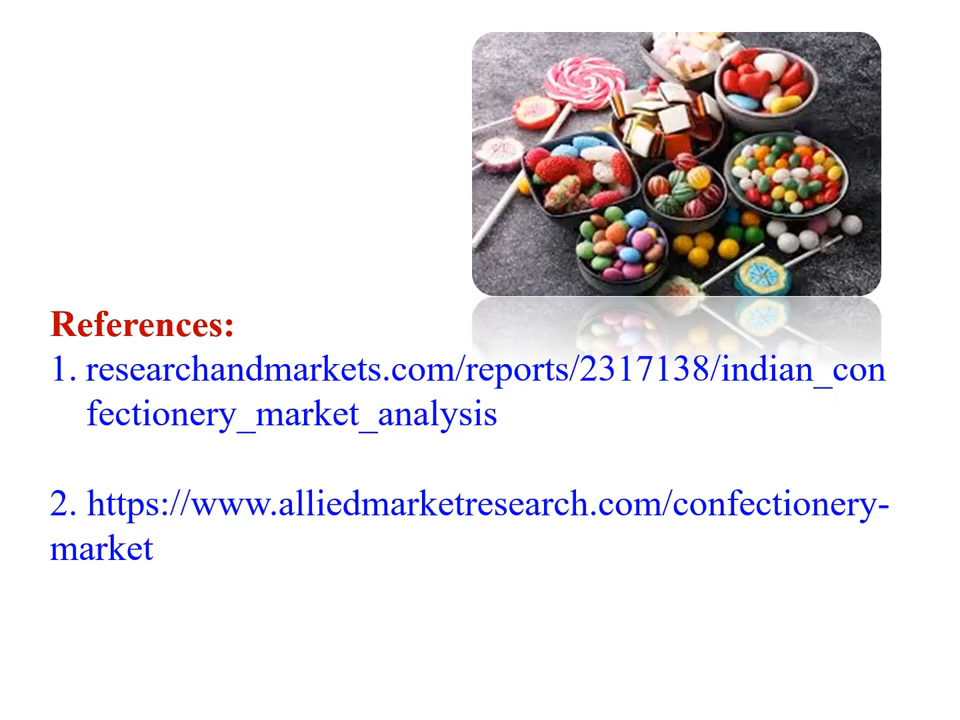 References:
1. researchandmarkets.com/reports/2317138/indian_con
fectionery_market_analysis
2. https://www.alliedmarketresearch.com/confectionery-
market